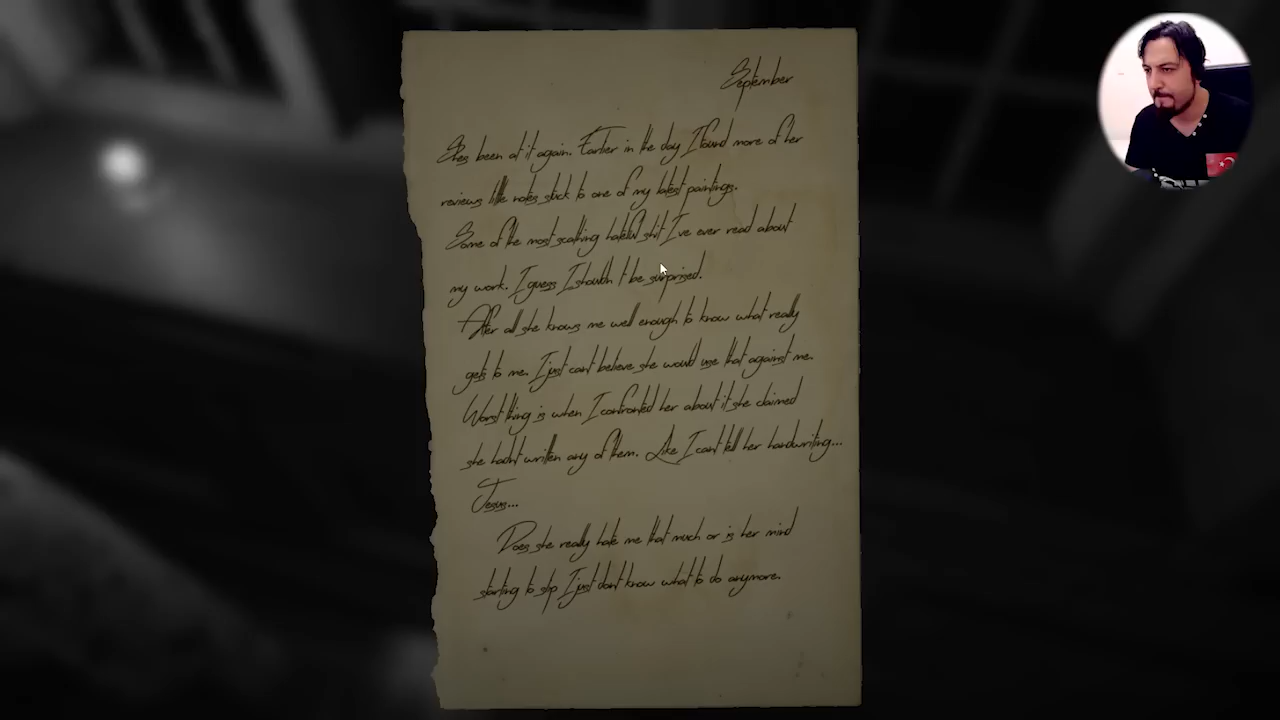 September
Shes been at it again. Earlier in the day I found more of her
reviews little notes stuck to one of my latest paintings.
Some of the most scathing hateful shit I've ever read about
my work. I guess I shouldn't be surprised.
After all she knows me well enough to know what really
gets to me. I just cant believe she would use that against me.
Worst thing is when I confronted her about it she claimed
she hadnt written any of them. Like I cant tell her handwriting...
Jesus...
Does she really hate me that much or is her mind
starting to slip I just dont know what to do anymore.